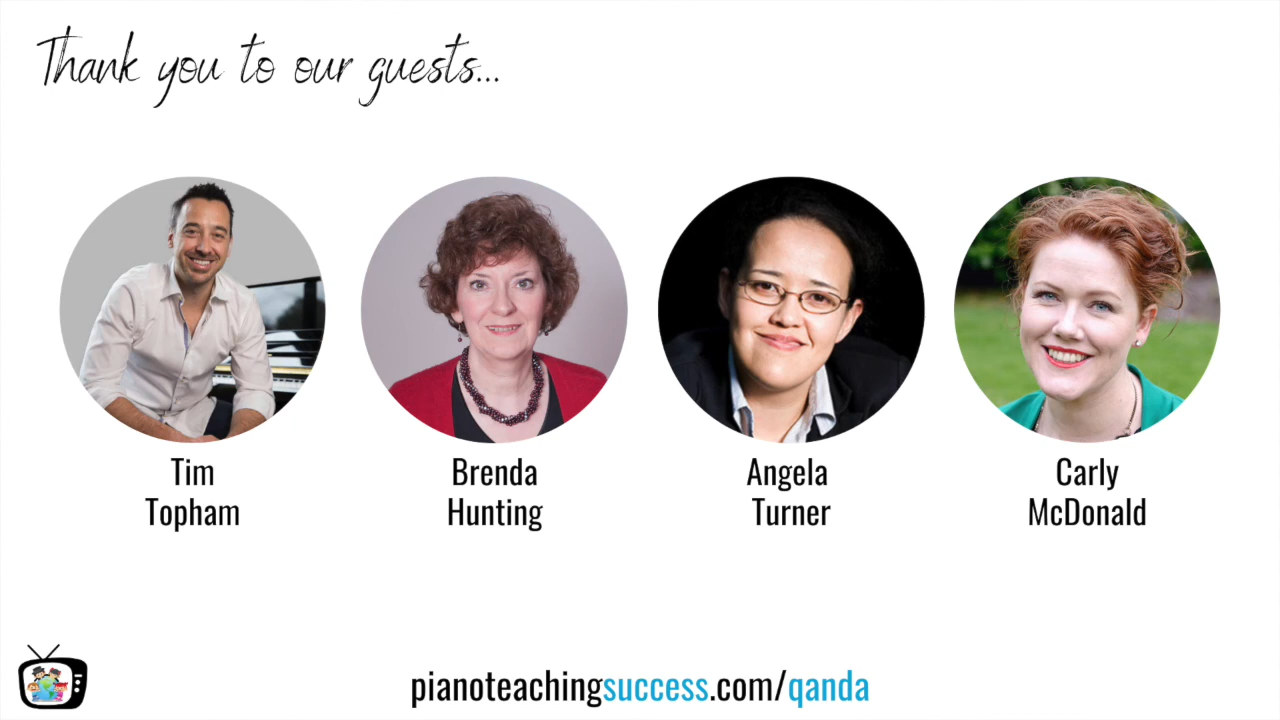 Thank you to our guests...
Tim
Topham
Brenda
Hunting
Angela
Turner
Carly
McDonald
pianoteachingsuccess.com/qanda